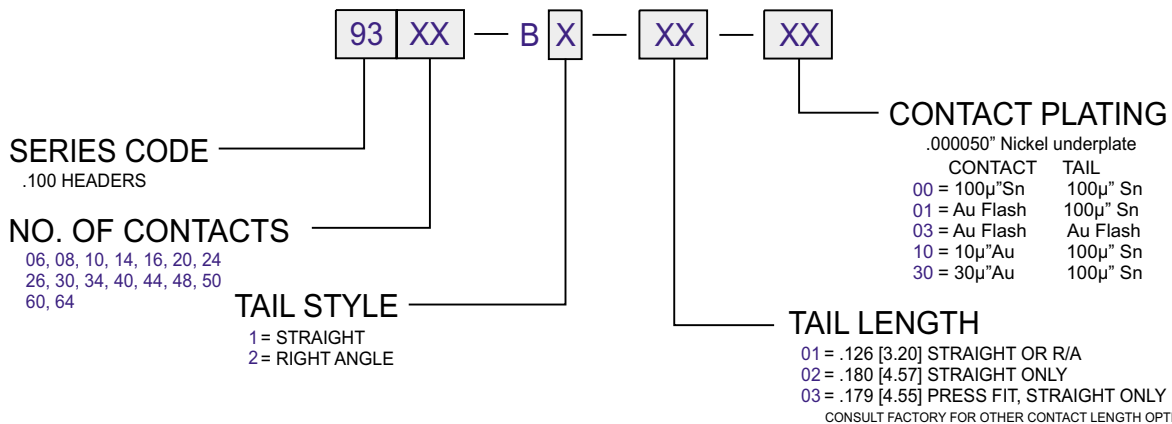 93 XX — B X — XX — XX
SERIES CODE
.100 HEADERS
NO. OF CONTACTS
06, 08, 10, 14, 16, 20, 24
26, 30, 34, 40, 44, 48, 50
60, 64
TAIL STYLE
1 = STRAIGHT
2 = RIGHT ANGLE
CONTACT PLATING
.000050" Nickel underplate
CONTACT TAIL
00 = 100µ"Sn 100µ" Sn
01 = Au Flash 100µ" Sn
03 = Au Flash Au Flash
10 = 10µ"Au 100µ" Sn
30 = 30µ"Au 100µ" Sn
TAIL LENGTH
01 = .126 [3.20] STRAIGHT OR R/A
02 = .180 [4.57] STRAIGHT ONLY
03 = .179 [4.55] PRESS FIT, STRAIGHT ONLY
CONSULT FACTORY FOR OTHER CONTACT LENGTH